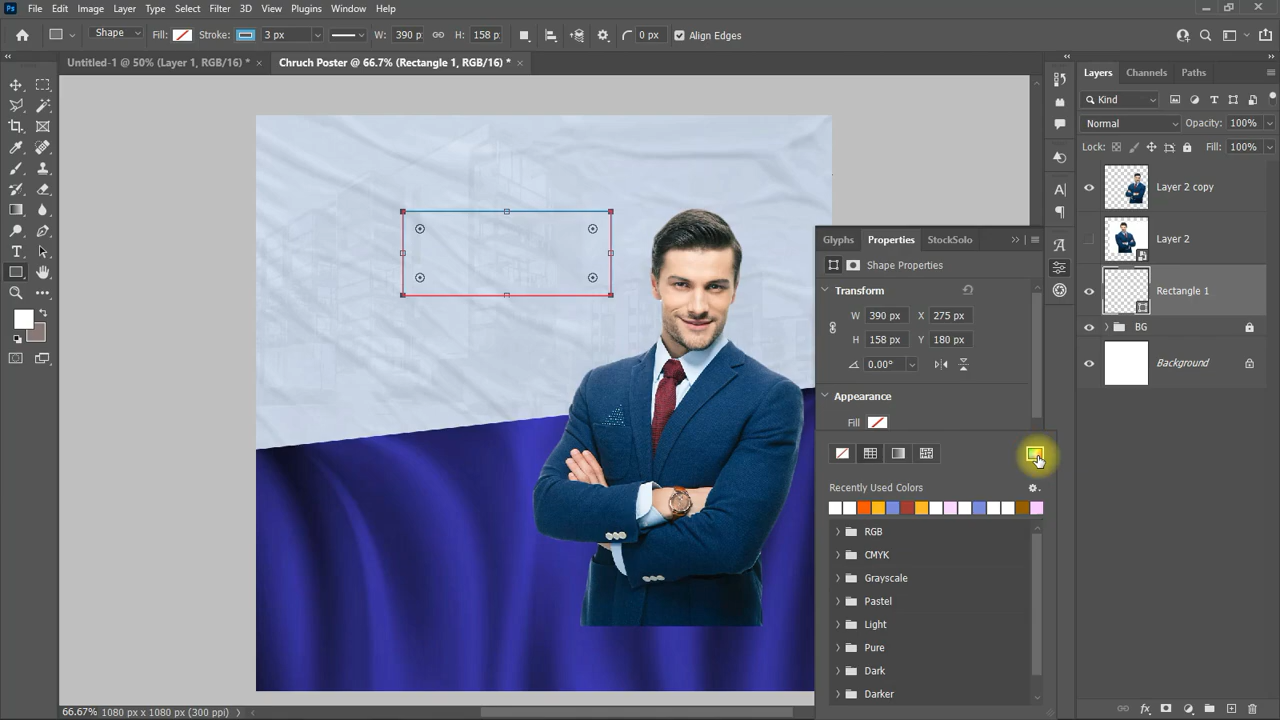 Ps File Edit Image Layer Type Select Filter 3D View Plugins Window Help
Shape Fill: Stroke: 3 px W: 390 p H: 158 p 0 px Align Edges
Untitled-1 @ 50% (Layer 1, RGB/16) * × Chruch Poster @ 66.7% (Rectangle 1, RGB/16) * ×
Layers Channels Paths
Kind
Normal Opacity: 100%
Lock: Fill: 100%
Layer 2 copy
Layer 2
Rectangle 1
BG
Background
Glyphs Properties StockSolo
Shape Properties
Transform
W 390 px X 275 px
H 158 px Y 180 px
0.00°
Appearance
Fill
Recently Used Colors
RGB
CMYK
Grayscale
Pastel
Light
Pure
Dark
Darker
66.67% 1080 px x 1080 px (300 ppi)